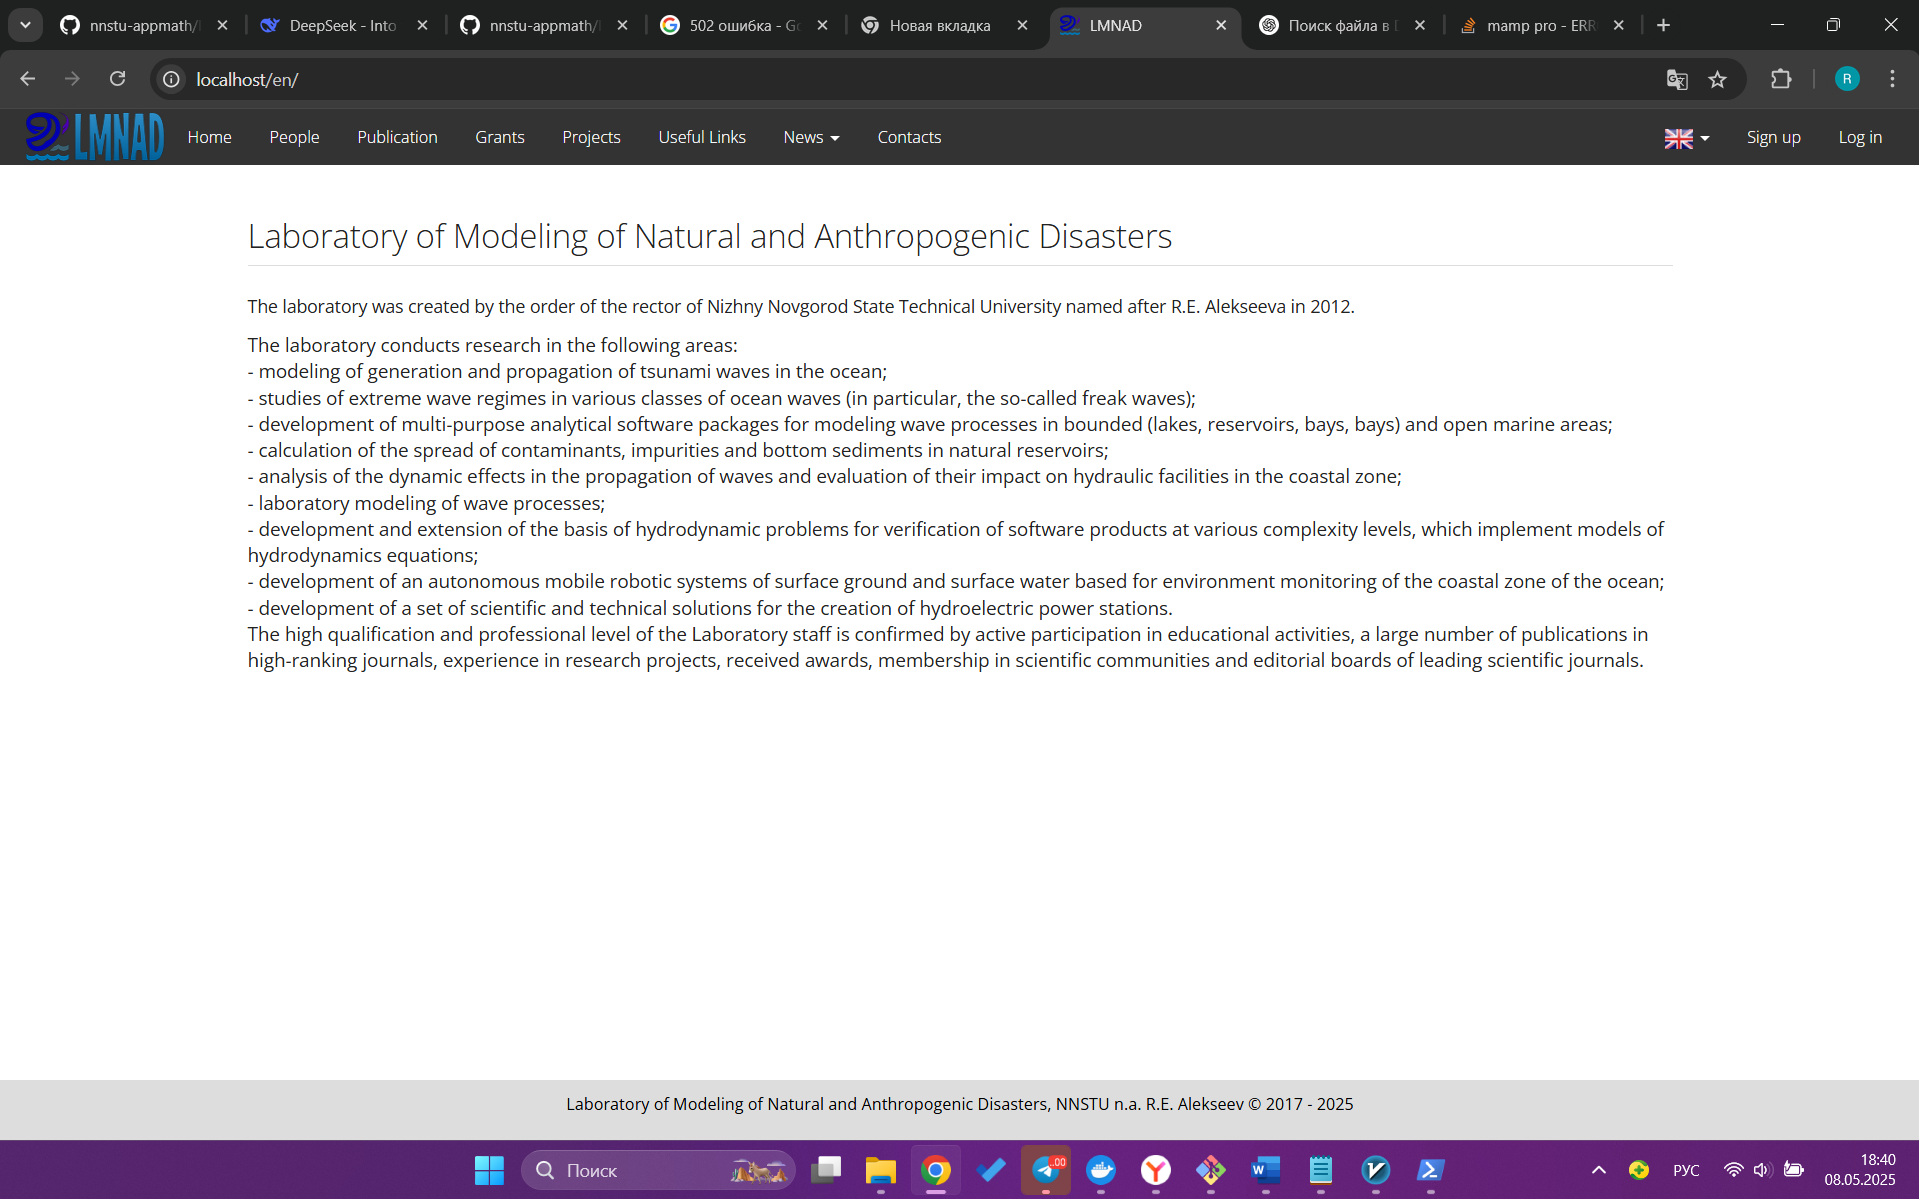 nnstu-appmath/
DeepSeek - Into
nnstu-appmath/
502 ошибка - Go
Новая вкладка
LMNAD
Поиск файла в
mamp pro - ERR
localhost/en/
R
LMNAD
Home
People
Publication
Grants
Projects
Useful Links
News
Contacts
Sign up
Log in
Laboratory of Modeling of Natural and Anthropogenic Disasters
The laboratory was created by the order of the rector of Nizhny Novgorod State Technical University named after R.E. Alekseeva in 2012.
The laboratory conducts research in the following areas:
- modeling of generation and propagation of tsunami waves in the ocean;
- studies of extreme wave regimes in various classes of ocean waves (in particular, the so-called freak waves);
- development of multi-purpose analytical software packages for modeling wave processes in bounded (lakes, reservoirs, bays, bays) and open marine areas;
- calculation of the spread of contaminants, impurities and bottom sediments in natural reservoirs;
- analysis of the dynamic effects in the propagation of waves and evaluation of their impact on hydraulic facilities in the coastal zone;
- laboratory modeling of wave processes;
- development and extension of the basis of hydrodynamic problems for verification of software products at various complexity levels, which implement models of
hydrodynamics equations;
- development of an autonomous mobile robotic systems of surface ground and surface water based for environment monitoring of the coastal zone of the ocean;
- development of a set of scientific and technical solutions for the creation of hydroelectric power stations.
The high qualification and professional level of the Laboratory staff is confirmed by active participation in educational activities, a large number of publications in
high-ranking journals, experience in research projects, received awards, membership in scientific communities and editorial boards of leading scientific journals.
Laboratory of Modeling of Natural and Anthropogenic Disasters, NNSTU n.a. R.E. Alekseev © 2017 - 2025
Поиск
РУС
18:40
08.05.2025